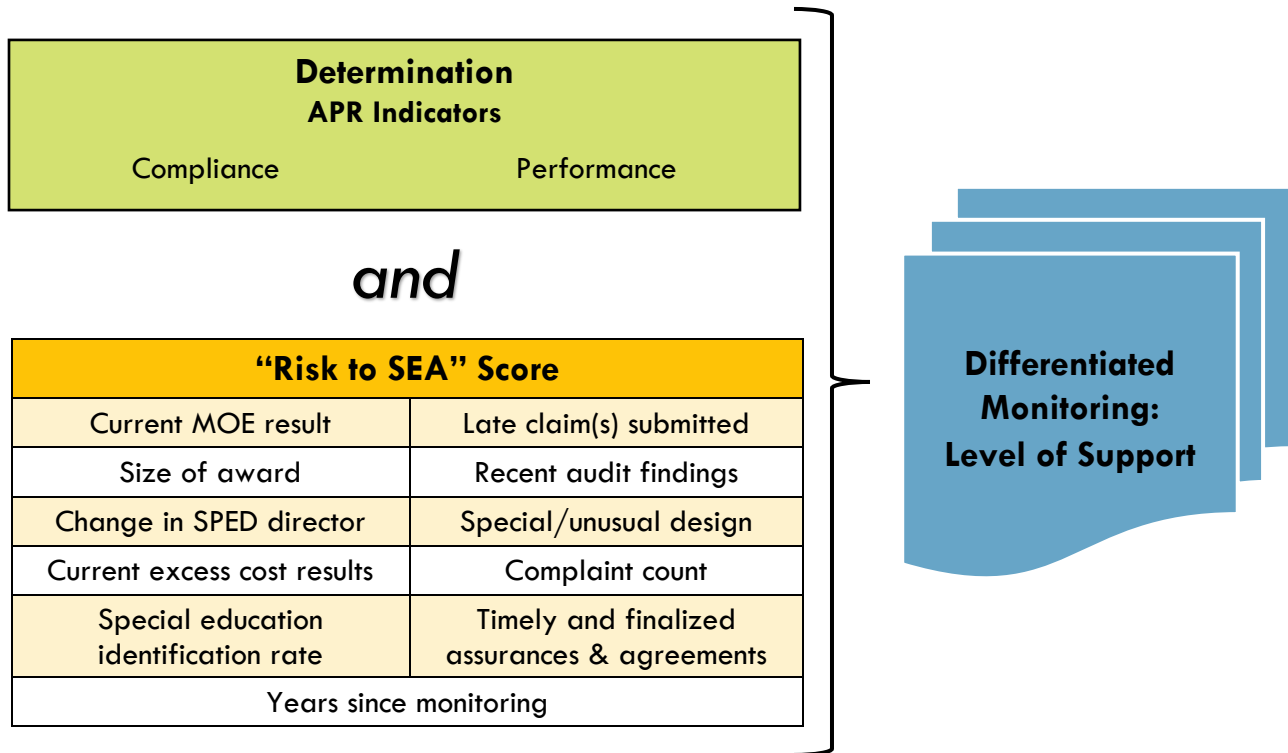 Determination
APR Indicators
Compliance Performance
and
“Risk to SEA” Score
Current MOE result
Late claim(s) submitted
Size of award
Recent audit findings
Change in SPED director
Special/unusual design
Current excess cost results
Complaint count
Special education
identification rate
Timely and finalized
assurances & agreements
Years since monitoring
Differentiated
Monitoring:
Level of Support